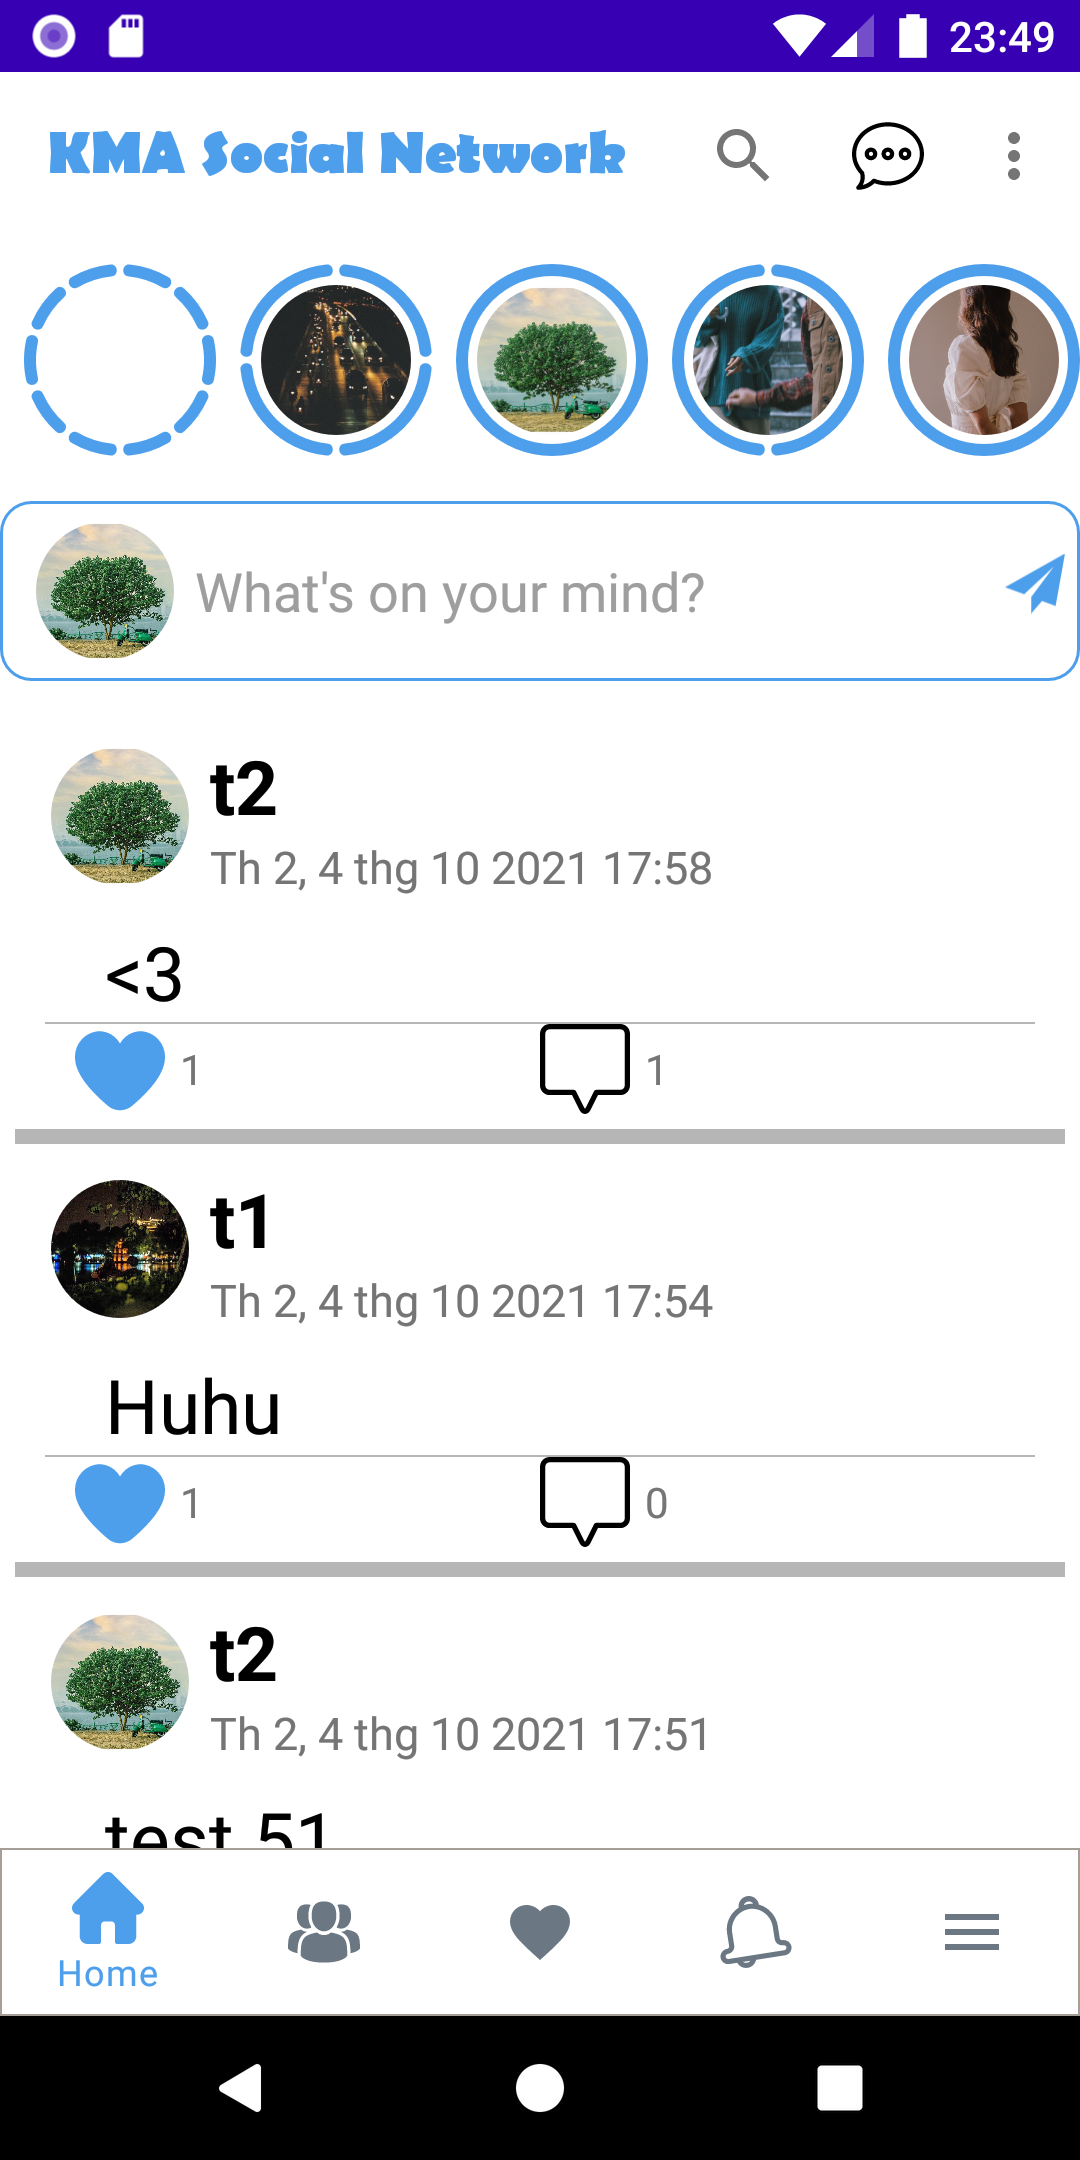 23:49
KMA Social Network
What's on your mind?
t2
Th 2, 4 thg 10 2021 17:58
<3
1 1
t1
Th 2, 4 thg 10 2021 17:54
Huhu
1 0
t2
Th 2, 4 thg 10 2021 17:51
test 51
Home